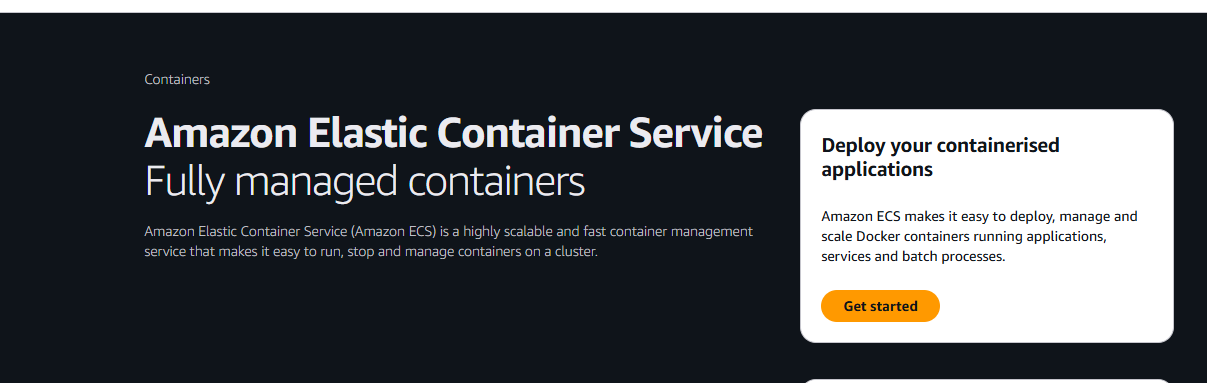 Containers
Amazon Elastic Container Service
Fully managed containers
Amazon Elastic Container Service (Amazon ECS) is a highly scalable and fast container management
service that makes it easy to run, stop and manage containers on a cluster.
Deploy your containerised
applications
Amazon ECS makes it easy to deploy, manage and
scale Docker containers running applications,
services and batch processes.
Get started